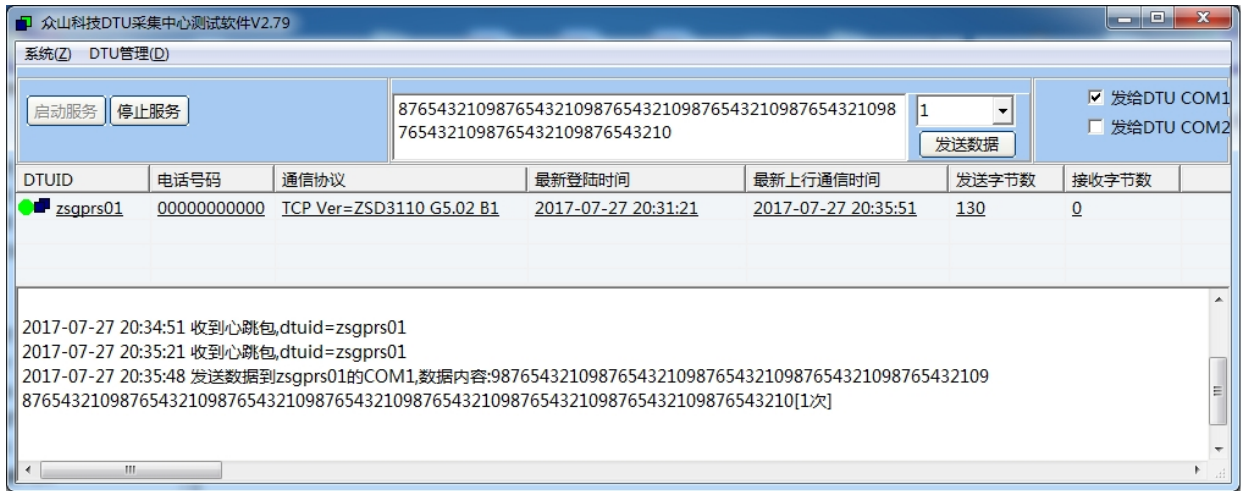 众山科技DTU采集中心测试软件V2.79
系统(Z) DTU管理(D)
启动服务 停止服务
876543210987654321098765432109876543210987654321098
7654321098765432109876543210
1
发送数据
发给DTU COM1
发给DTU COM2
DTUID 电话号码 通信协议 最新登陆时间 最新上行通信时间 发送字节数 接收字节数
zsgprs01 00000000000 TCP Ver=ZSD3110 G5.02 B1 2017-07-27 20:31:21 2017-07-27 20:35:51 130 0
2017-07-27 20:34:51 收到心跳包,dtuid=zsgprs01
2017-07-27 20:35:21 收到心跳包,dtuid=zsgprs01
2017-07-27 20:35:48 发送数据到zsgprs01的COM1,数据内容:987654321098765432109876543210987654321098765432109
8765432109876543210987654321098765432109876543210987654321098765432109876543210[1次]